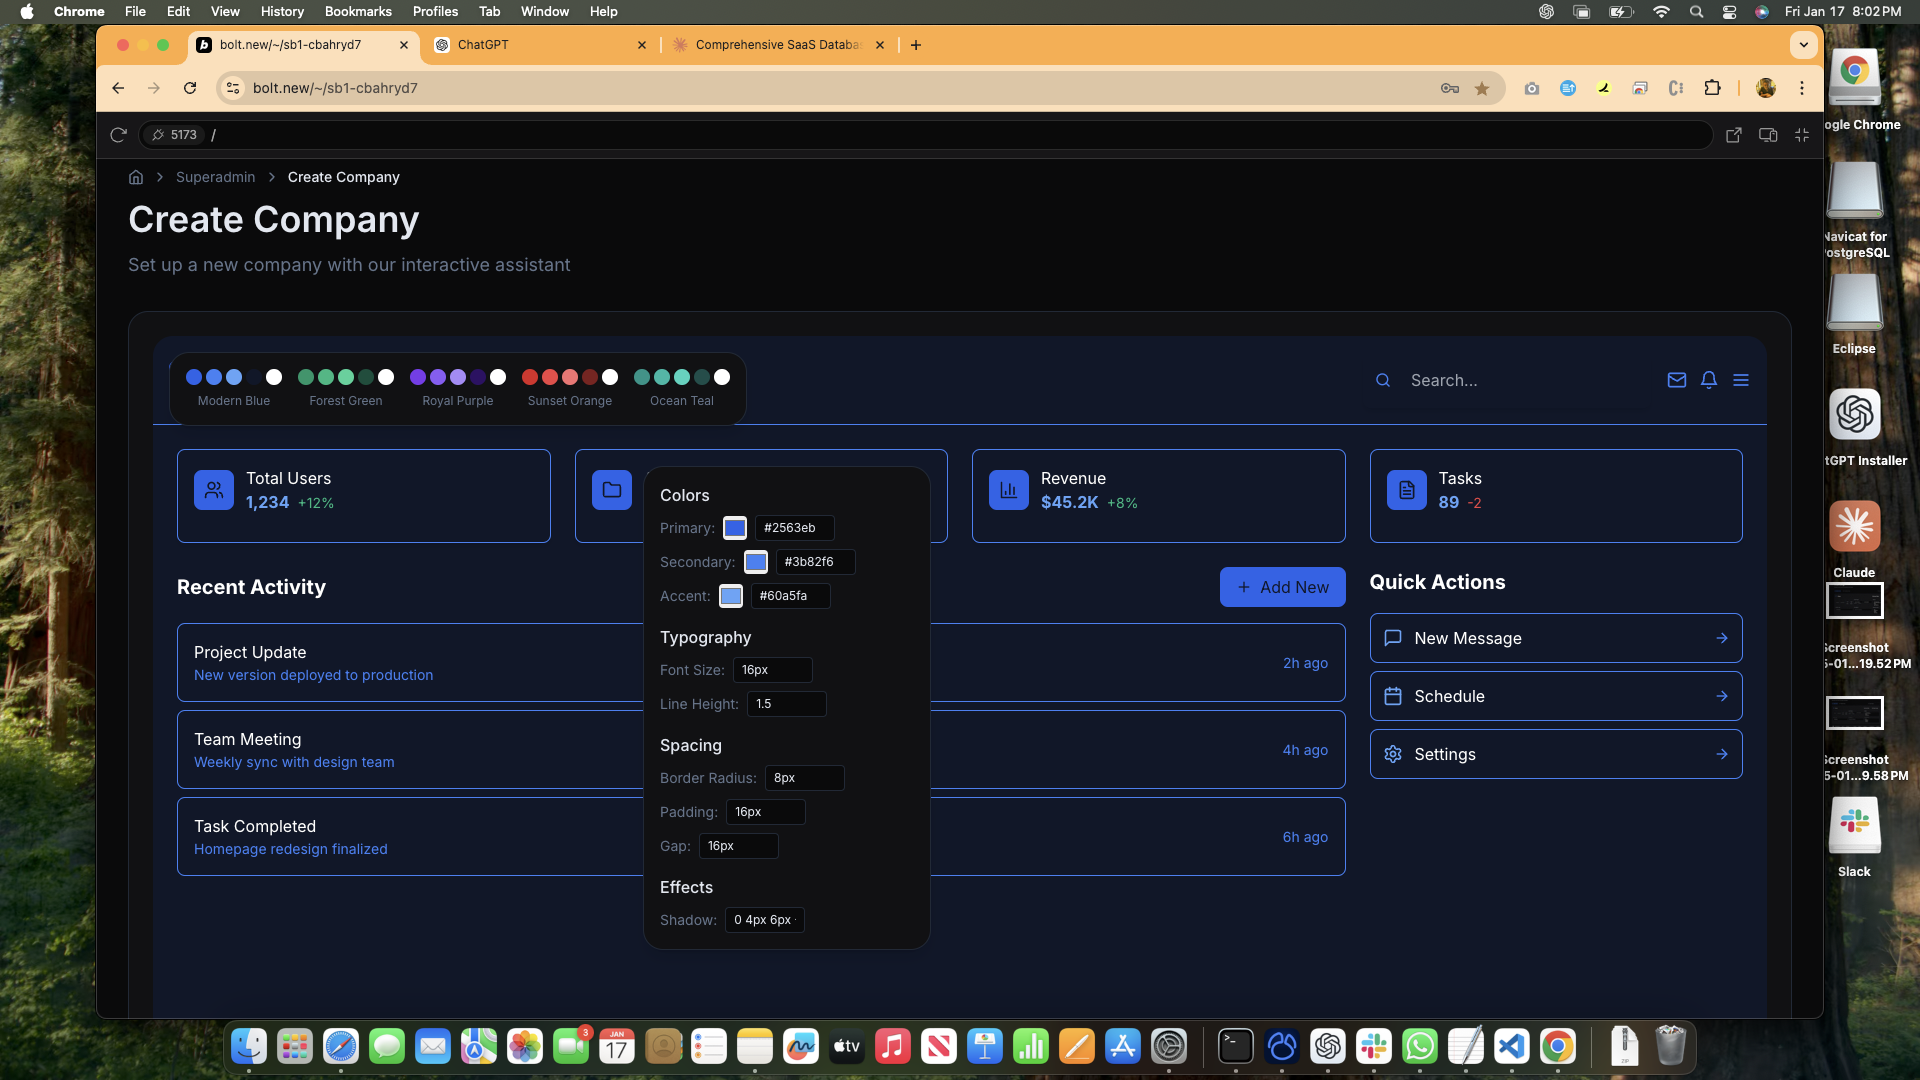 Chrome File Edit View History Bookmarks Profiles Tab Window Help Fri Jan 17 8:02 PM
bolt.new/~/sb1-cbahryd7
ChatGPT
Comprehensive SaaS Databa
bolt.new/~/sb1-cbahryd7
5173 /
Superadmin
Create Company
Create Company
Set up a new company with our interactive assistant
Modern Blue
Forest Green
Royal Purple
Sunset Orange
Ocean Teal
Search...
Total Users
1,234 +12%
Revenue
$45.2K +8%
Tasks
89 -2
Recent Activity
Add New
Project Update
New version deployed to production
2h ago
Team Meeting
Weekly sync with design team
4h ago
Task Completed
Homepage redesign finalized
6h ago
Quick Actions
New Message
Schedule
Settings
Colors
Primary: #2563eb
Secondary: #3b82f6
Accent: #60a5fa
Typography
Font Size: 16px
Line Height: 1.5
Spacing
Border Radius: 8px
Padding: 16px
Gap: 16px
Effects
Shadow: 0 4px 6px
ogle Chrome
Navicat for
ostgreSQL
Eclipse
tGPT Installer
Claude
Screenshot
5-01...19.52 PM
Screenshot
5-01...9.58 PM
Slack
3
JAN
17
tv
ZIP